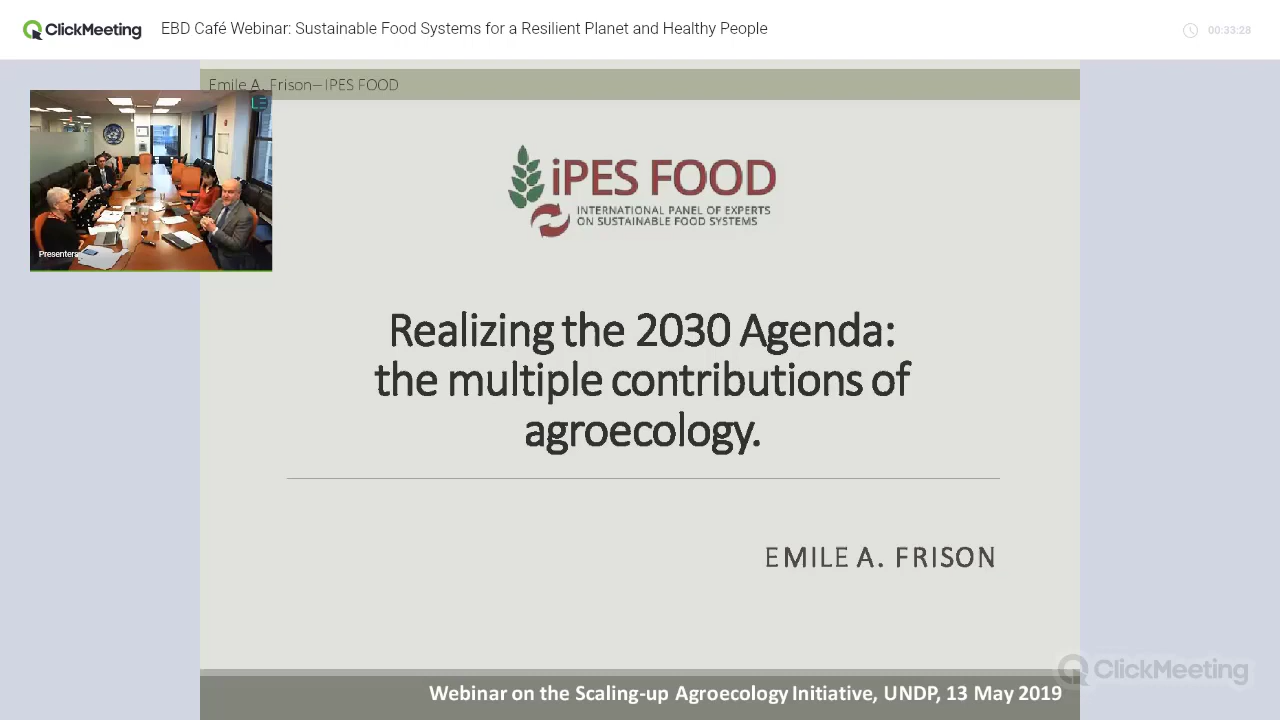 ClickMeeting
EBD Café Webinar: Sustainable Food Systems for a Resilient Planet and Healthy People
00:33:28
Emile A. Frison– IPES FOOD
Presenters
iPES FOOD
INTERNATIONAL PANEL OF EXPERTS
ON SUSTAINABLE FOOD SYSTEMS
Realizing the 2030 Agenda:
the multiple contributions of
agroecology.
EMILE A. FRISON
ClickMeeting
Webinar on the Scaling-up Agroecology Initiative, UNDP, 13 May 2019